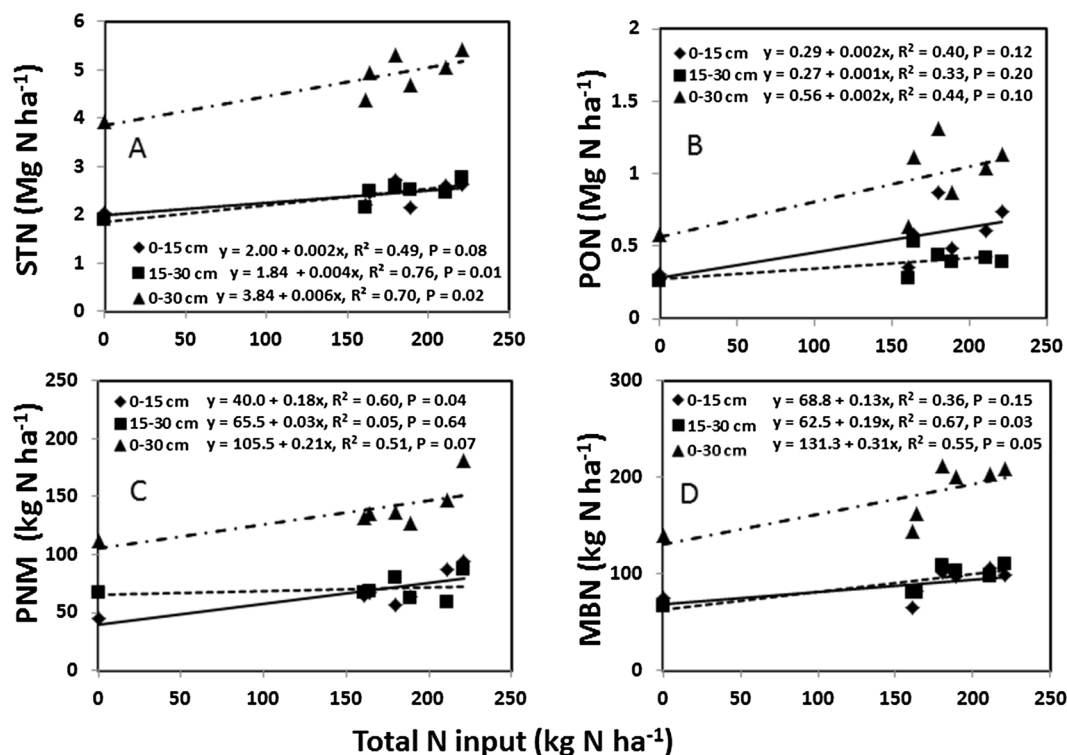 STN (Mg N ha⁻¹)
6
5
4
3
2
1
0
A
0-15 cm y = 2.00 + 0.002x, R² = 0.49, P = 0.08
15-30 cm y = 1.84 + 0.004x, R² = 0.76, P = 0.01
0-30 cm y = 3.84 + 0.006x, R² = 0.70, P = 0.02
0 50 100 150 200 250
PON (Mg N ha⁻¹)
2
1.5
1
0.5
0
B
0-15 cm y = 0.29 + 0.002x, R² = 0.40, P = 0.12
15-30 cm y = 0.27 + 0.001x, R² = 0.33, P = 0.20
0-30 cm y = 0.56 + 0.002x, R² = 0.44, P = 0.10
0 50 100 150 200 250
PNM (kg N ha⁻¹)
250
200
150
100
50
0
C
0-15 cm y = 40.0 + 0.18x, R² = 0.60, P = 0.04
15-30 cm y = 65.5 + 0.03x, R² = 0.05, P = 0.64
0-30 cm y = 105.5 + 0.21x, R² = 0.51, P = 0.07
0 50 100 150 200 250
MBN (kg N ha⁻¹)
300
200
100
0
D
0-15 cm y = 68.8 + 0.13x, R² = 0.36, P = 0.15
15-30 cm y = 62.5 + 0.19x, R² = 0.67, P = 0.03
0-30 cm y = 131.3 + 0.31x, R² = 0.55, P = 0.05
0 50 100 150 200 250
Total N input (kg N ha⁻¹)